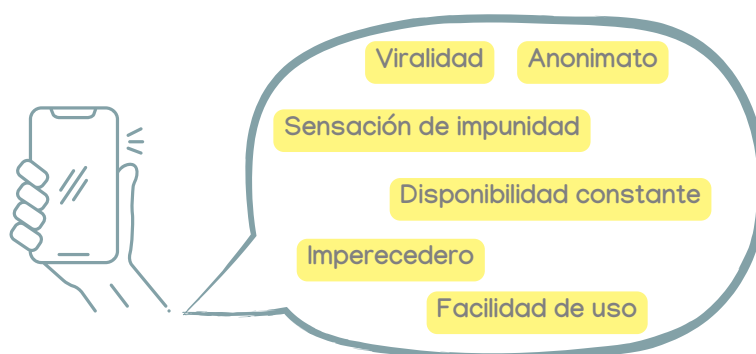 Viralidad Anonimato
Sensación de impunidad
Disponibilidad constante
Imperecedero
Facilidad de uso